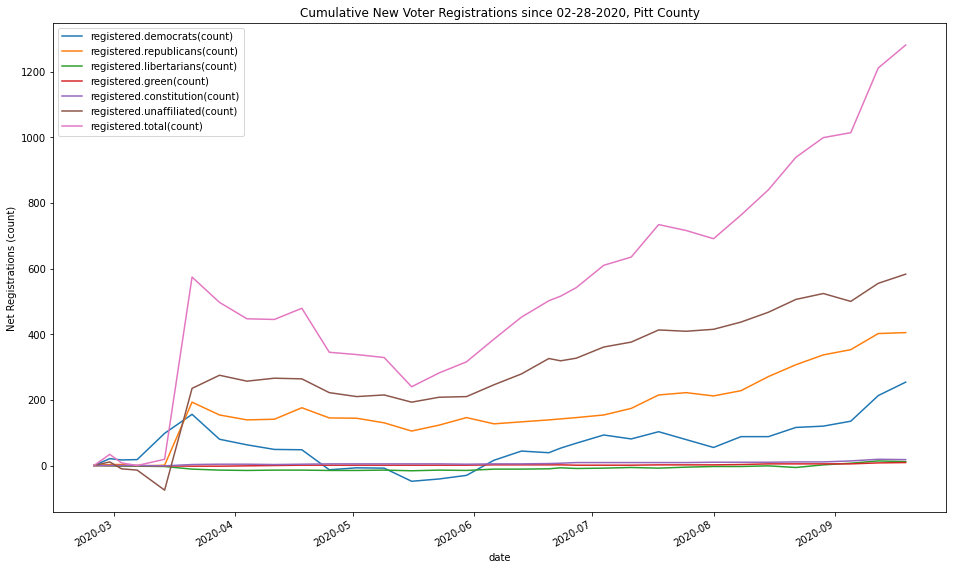 Cumulative New Voter Registrations since 02-28-2020, Pitt County
registered.democrats(count)
registered.republicans(count)
registered.libertarians(count)
registered.green(count)
registered.constitution(count)
registered.unaffiliated(count)
registered.total(count)
Net Registrations (count)
1200
1000
800
600
400
200
0
2020-03
2020-04
2020-05
2020-06
2020-07
2020-08
2020-09
date